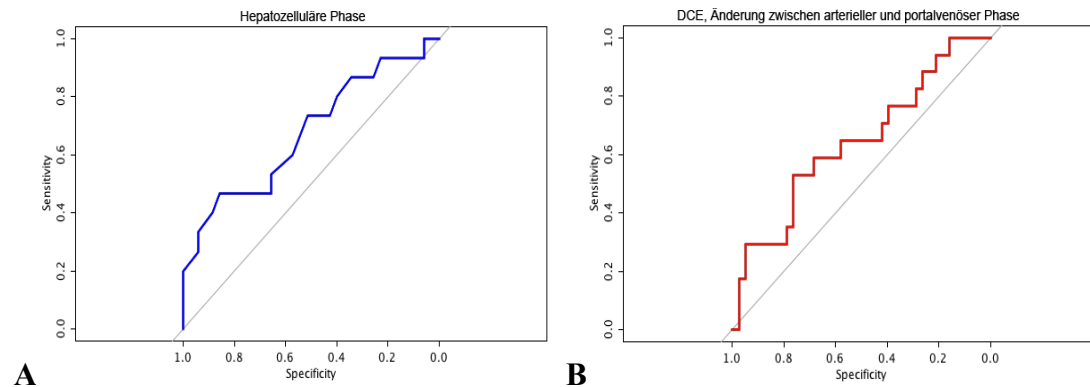 Hepatozelluläre Phase
Sensitivity
1.0
0.8
0.6
0.4
0.2
0.0
1.0 0.8 0.6 0.4 0.2 0.0
Specificity
A
DCE, Änderung zwischen arterieller und portalvenöser Phase
Sensitivity
1.0
0.8
0.6
0.4
0.2
0.0
1.0 0.8 0.6 0.4 0.2 0.0
Specificity
B